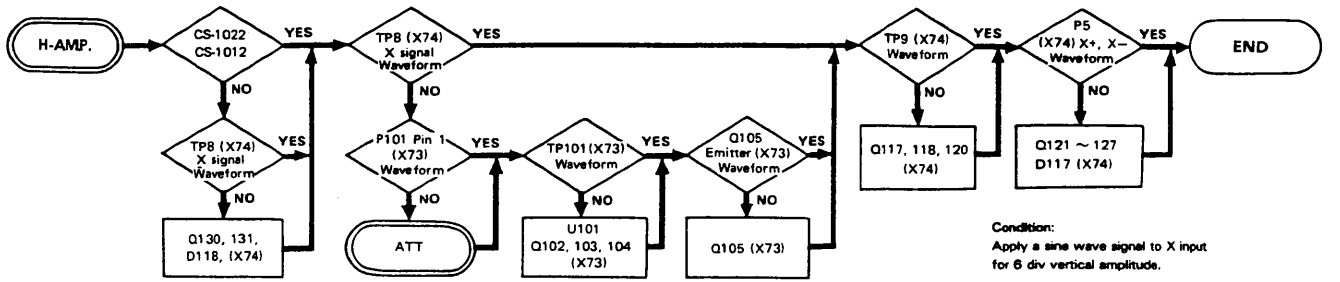 H-AMP.
CS-1022
CS-1012
YES
NO
TP8 (X74)
X signal
Waveform
YES
NO
Q130, 131,
D118, (X74)
TP8 (X74)
X signal
Waveform
YES
NO
P101 Pin 1
(X73)
Waveform
YES
NO
ATT
TP101 (X73)
Waveform
YES
NO
U101
Q102, 103, 104
(X73)
Q105
Emitter (X73)
Waveform
YES
NO
Q105 (X73)
TP9 (X74)
Waveform
YES
NO
Q117, 118, 120
(X74)
P5
(X74) X+, X−
Waveform
YES
NO
Q121 ~ 127
D117 (X74)
END
Condition:
Apply a sine wave signal to X input
for 6 div vertical amplitude.